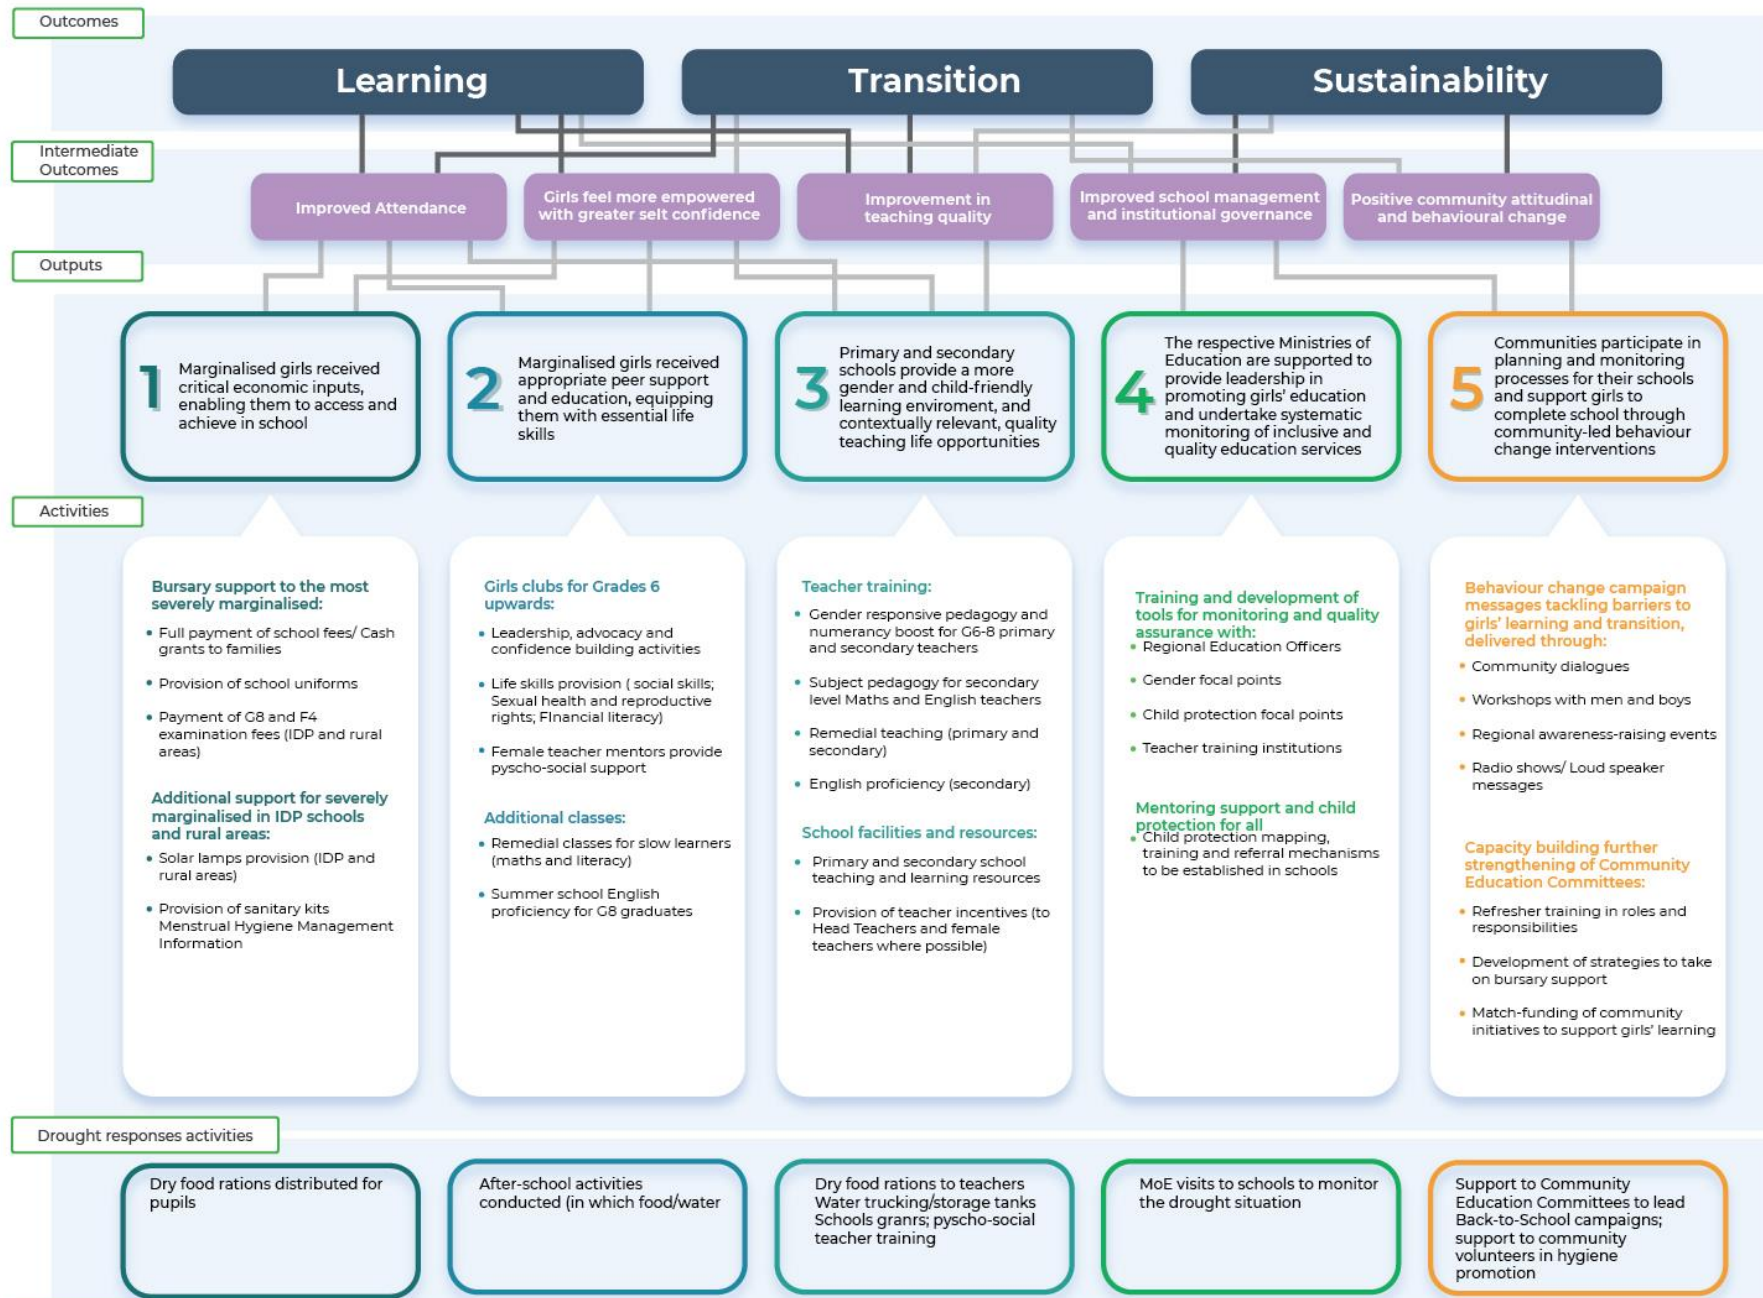 Outcomes
Learning
Transition
Sustainability
Intermediate
Outcomes
Improved Attendance
Girls feel more empowered
with greater selt confidence
Improvement in
teaching quality
Improved school management
and institutional governance
Positive community attitudinal
and behavioural change
Outputs
1
Marginalised girls received
critical economic inputs,
enabling them to access and
achieve in school
2
Marginalised girls received
appropriate peer support
and education, equipping
them with essential life
skills
3
Primary and secondary
schools provide a more
gender and child-friendly
learning enviroment, and
contextually relevant, quality
teaching life opportunities
4
The respective Ministries of
Education are supported to
provide leadership in
promoting girls' education
and undertake systematic
monitoring of inclusive and
quality education services
5
Communities participate in
planning and monitoring
processes for their schools
and support girls to
complete school through
community-led behaviour
change interventions
Activities
Bursary support to the most
severely marginalised:
• Full payment of school fees/ Cash
grants to families
• Provision of school uniforms
• Payment of G8 and F4
examination fees (IDP and rural
areas)
Additional support for severely
marginalised in IDP schools
and rural areas:
• Solar lamps provision (IDP and
rural areas)
• Provision of sanitary kits
Menstrual Hygiene Management
Information
Girls clubs for Grades 6
upwards:
• Leadership, advocacy and
confidence building activities
• Life skills provision ( social skills;
Sexual health and reproductive
rights; FInancial literacy)
• Female teacher mentors provide
pyscho-social support
Additional classes:
• Remedial classes for slow learners
(maths and literacy)
• Summer school English
proficiency for G8 graduates
Teacher training:
• Gender responsive pedagogy and
numerancy boost for G6-8 primary
and secondary teachers
• Subject pedagogy for secondary
level Maths and English teachers
• Remedial teaching (primary and
secondary)
• English proficiency (secondary)
School facilities and resources:
• Primary and secondary school
teaching and learning resources
• Provision of teacher incentives (to
Head Teachers and female
teachers where possible)
Training and development of
tools for monitoring and quality
assurance with:
• Regional Education Officers
• Gender focal points
• Child protection focal points
• Teacher training institutions
Mentoring support and child
protection for all
• Child protection mapping,
training and referral mechanisms
to be established in schools
Behaviour change campaign
messages tackling barriers to
girls' learning and transition,
delivered through:
• Community dialogues
• Workshops with men and boys
• Regional awareness-raising events
• Radio shows/ Loud speaker
messages
Capacity building further
strengthening of Community
Education Committees:
• Refresher training in roles and
responsibilities
• Development of strategies to take
on bursary support
• Match-funding of community
initiatives to support girls' learning
Drought responses activities
Dry food rations distributed for
pupils
After-school activities
conducted (in which food/water
Dry food rations to teachers
Water trucking/storage tanks
Schools granrs; pyscho-social
teacher training
MoE visits to schools to monitor
the drought situation
Support to Community
Education Committees to lead
Back-to-School campaigns;
support to community
volunteers in hygiene
promotion